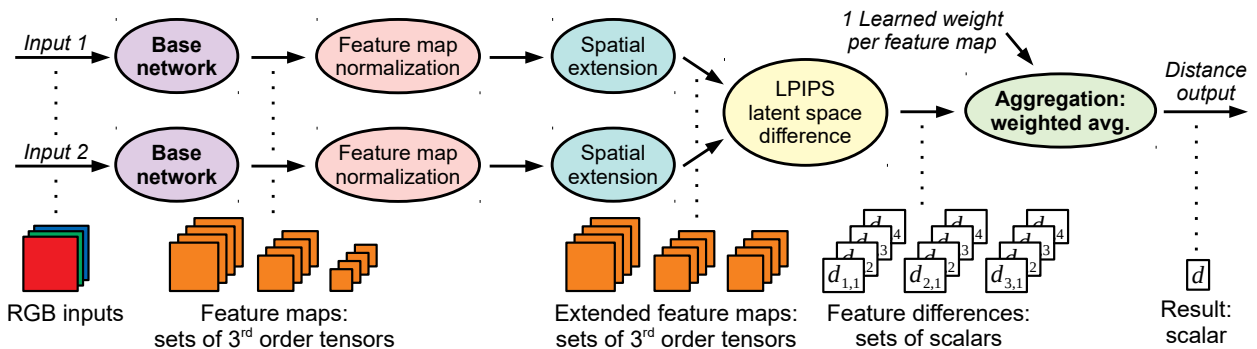 Input 1
Base
network
Feature map
normalization
Spatial
extension
1 Learned weight
per feature map
LPIPS
latent space
difference
Aggregation:
weighted avg.
Distance
output
Input 2
Base
network
Feature map
normalization
Spatial
extension
RGB inputs
Feature maps:
sets of 3rd order tensors
Extended feature maps:
sets of 3rd order tensors
d 4
d 3
d 2
d1,1
d 4
d 3
d 2
d2,1
d 4
d 3
d 2
d3,1
Feature differences:
sets of scalars
d
Result:
scalar